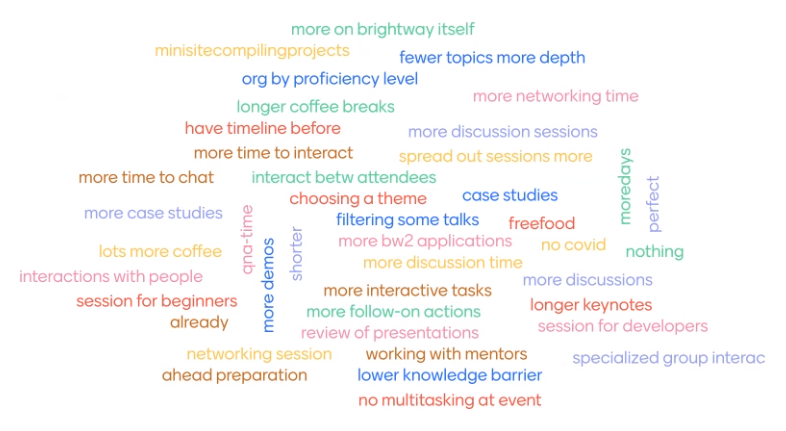 more on brightway itself
minisitecompilingprojects
fewer topics more depth
org by proficiency level
more networking time
longer coffee breaks
have timeline before
more discussion sessions
more time to interact
spread out sessions more
moredays
more time to chat
interact betw attendees
perfect
choosing a theme
case studies
more case studies
qna-time
filtering some talks
freefood
shorter
more demos
more bw2 applications
no covid
lots more coffee
nothing
more discussion time
interactions with people
more discussions
more interactive tasks
session for beginners
longer keynotes
more follow-on actions
already
session for developers
review of presentations
networking session
working with mentors
specialized group interac
ahead preparation
lower knowledge barrier
no multitasking at event